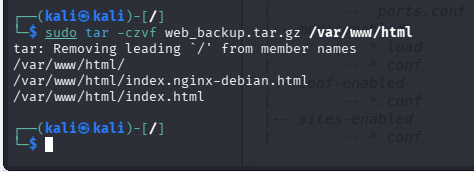 ┌──(kali㉿kali)-[/]
└─$ sudo tar -czvf web_backup.tar.gz /var/www/html
tar: Removing leading `/' from member names
/var/www/html/
/var/www/html/index.nginx-debian.html
/var/www/html/index.html
┌──(kali㉿kali)-[/]
└─$
`-- ports.conf
*.load
*.conf
conf-enabled
`-- *.conf
|-- sites-enabled
`-- *.conf